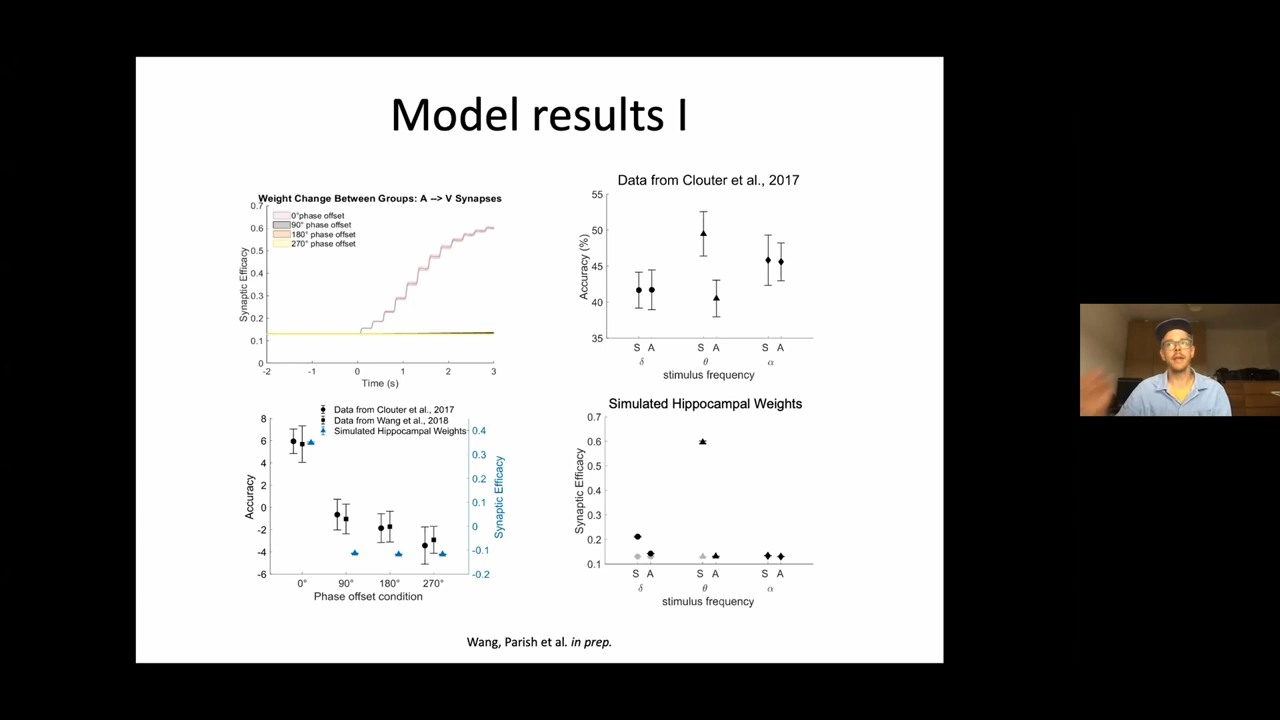 Model results I
Weight Change Between Groups: A --> V Synapses
0.7
0.6
0.5
0.4
0.3
0.2
0.1
0
Synaptic Efficacy
0°phase offset
90° phase offset
180° phase offset
270° phase offset
-2 -1 0 1 2 3
Time (s)
Data from Clouter et al., 2017
55
50
45
40
35
Accuracy (%)
S A S A S A
δ θ α
stimulus frequency
Data from Clouter et al., 2017
Data from Wang et al., 2018
Simulated Hippocampal Weights
8
6
4
2
0
-2
-4
-6
Accuracy
0.4
0.3
0.2
0.1
0
-0.1
-0.2
Synaptic Efficacy
0° 90° 180° 270°
Phase offset condition
Simulated Hippocampal Weights
0.7
0.6
0.5
0.4
0.3
0.2
0.1
Synaptic Efficacy
S A S A S A
δ θ α
stimulus frequency
Wang, Parish et al. in prep.